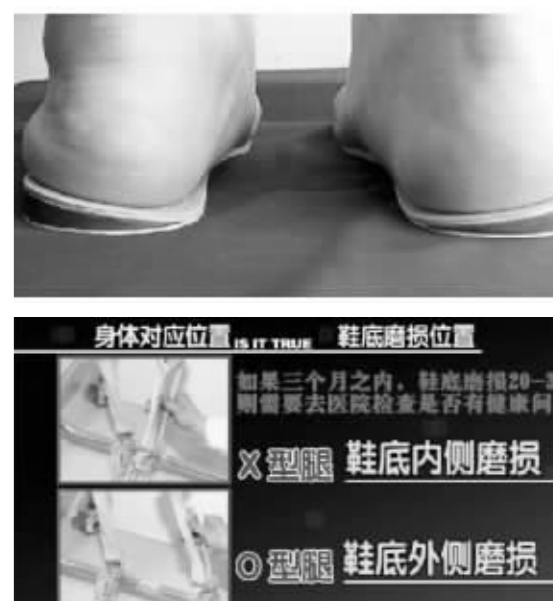 身体对应位置 IS IT TRUE 鞋底磨损位置
如果三个月之内，鞋底磨损20-
则需要去医院检查是否有健康问
X型腿 鞋底内侧磨损
O型腿 鞋底外侧磨损